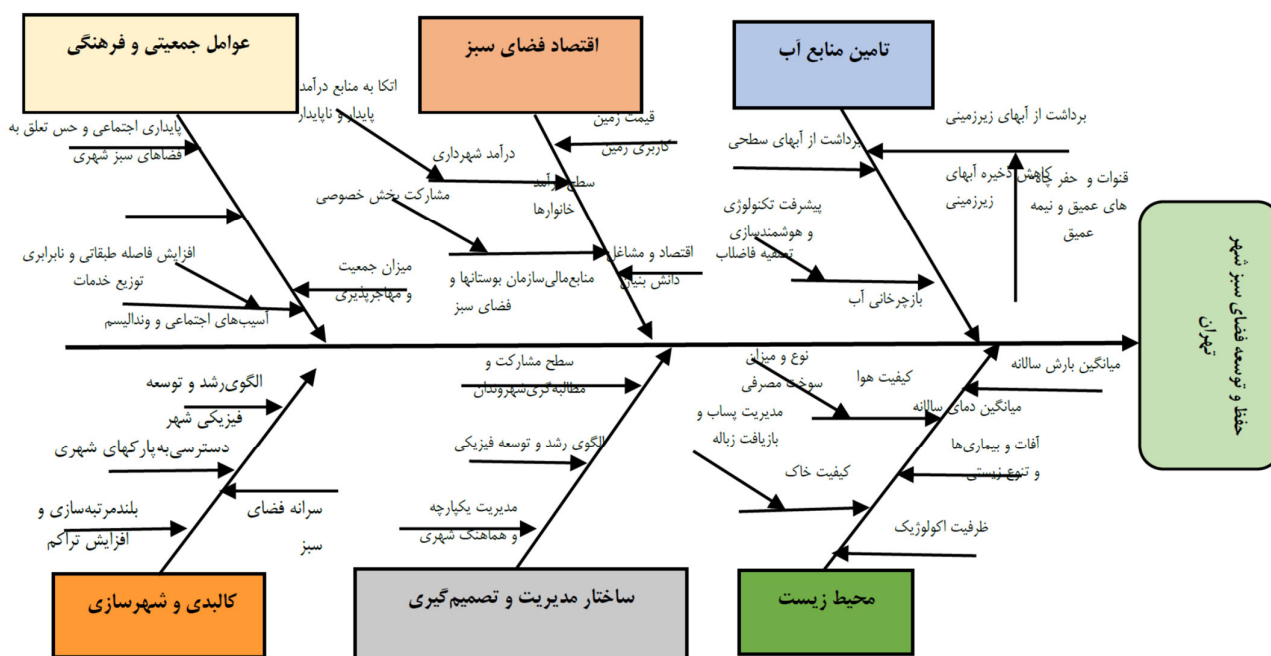 عوامل جمعیتی و فرهنگی
اقتصاد فضای سبز
تامین منابع آب
برداشت از آبهای زیرزمینی
کاهش ذخیره آبهای
زیرزمینی
قنوات و حفر چاه
های عمیق و نیمه
عمیق
برداشت از آبهای سطحی
پیشرفت تکنولوژی
و هوشمندسازی
تصفیه فاضلاب
بازچرخانی آب
قیمت زمین
کاربری زمین
سطح درآمد
خانوارها
اقتصاد و مشاغل
دانش بنیان
اتکا به منابع درآمد
پایدار و ناپایدار
درآمد شهرداری
مشارکت بخش خصوصی
منابع‌مالی‌سازمان بوستانها و
فضای سبز
پایداری اجتماعی و حس تعلق به
فضاهای سبز شهری
افزایش فاصله طبقاتی و نابرابری
توزیع خدمات
آسیب‌های اجتماعی و وندالیسم
میزان جمعیت
و مهاجرپذیری
حفظ و توسعه فضای سبز شهر
تهران
میانگین بارش سالانه
میانگین دمای سالانه
آفات و بیماری‌ها
و تنوع زیستی
ظرفیت اکولوژیک
نوع و میزان
سوخت مصرفی
کیفیت هوا
مدیریت پساب و
بازیافت زباله
کیفیت خاک
سطح مشارکت و
مطالبه‌گری‌شهروندان
الگوی رشد و توسعه فیزیکی
مدیریت یکپارچه
و هماهنگ شهری
الگوی‌رشد و توسعه
فیزیکی شهر
دسترسی‌به‌پارکهای شهری
سرانه فضای
سبز
بلندمرتبه‌سازی و
افزایش تراکم
کالبدی و شهرسازی
ساختار مدیریت و تصمیم‌گیری
محیط زیست